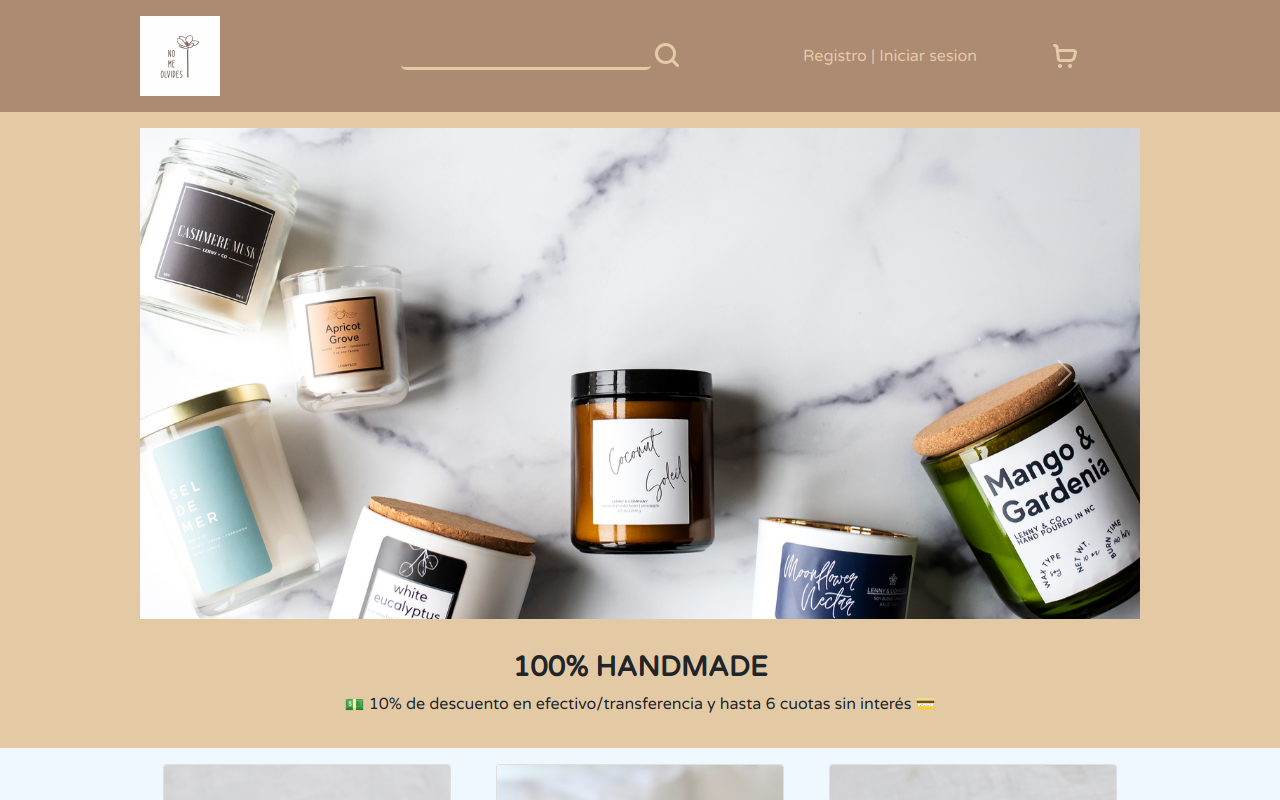 NO
ME
OLVIDES
Registro | Iniciar sesion
CASHMERE MUSK
LENNY + CO
Apricot
Grove
SEL
DE
MER
white
eucalyptus
Coconut
Soleil
LENNY & COMPANY
Moonflower
Nectar
Mango &
Gardenia
LENNY & CO
HAND POURED IN NC
WAX TYPE
soy
NET WT.
BURN TIME
100% HANDMADE
💵 10% de descuento en efectivo/transferencia y hasta 6 cuotas sin interés 💳